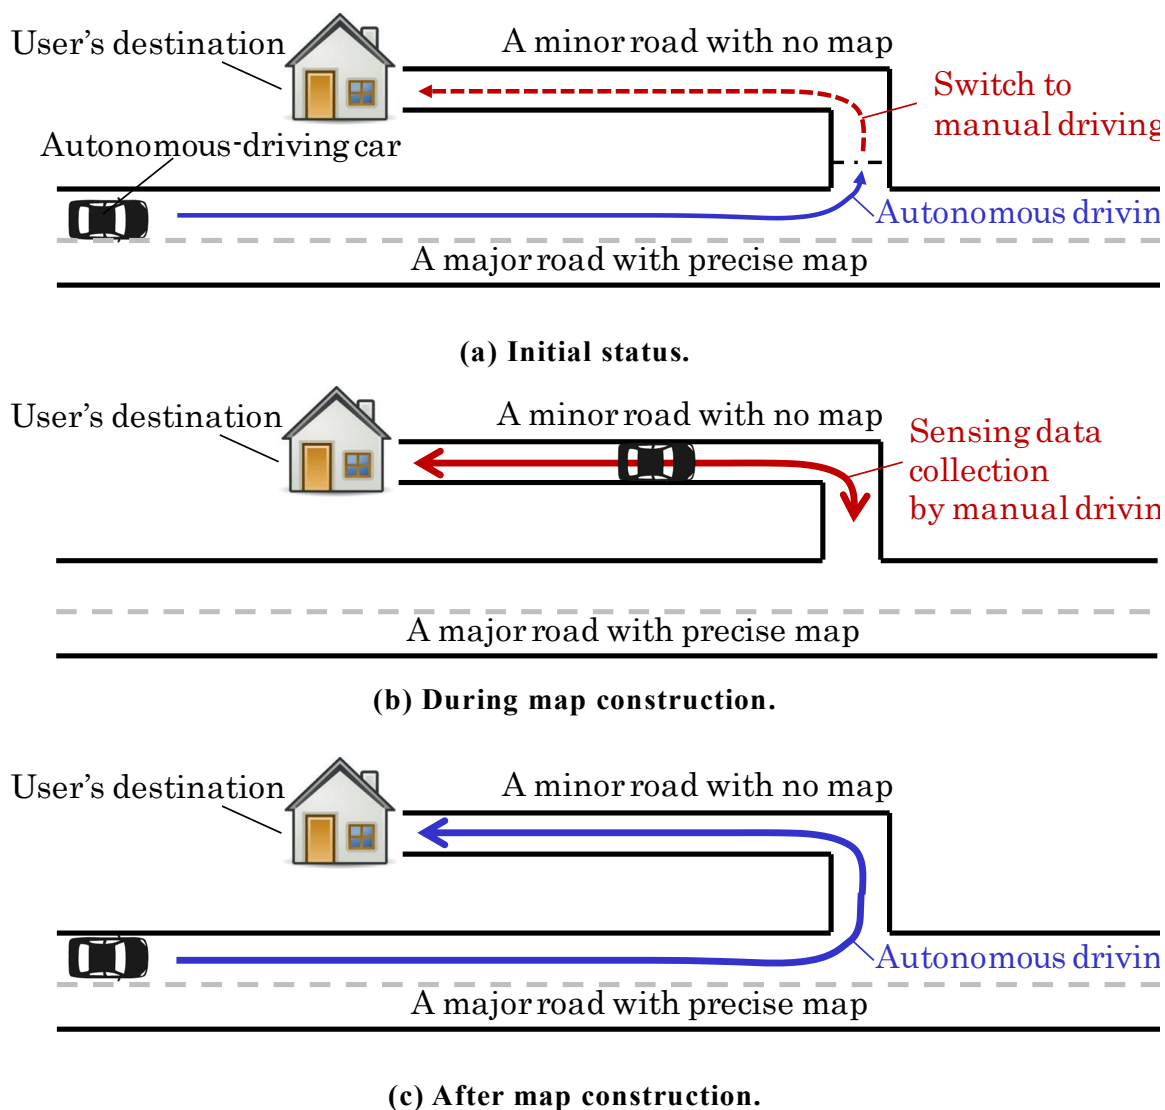 User's destination
A minor road with no map
Switch to
manual driving
Autonomous-driving car
Autonomous drivin
A major road with precise map
(a) Initial status.
User's destination
A minor road with no map
Sensing data
collection
by manual drivin
A major road with precise map
(b) During map construction.
User's destination
A minor road with no map
Autonomous drivin
A major road with precise map
(c) After map construction.